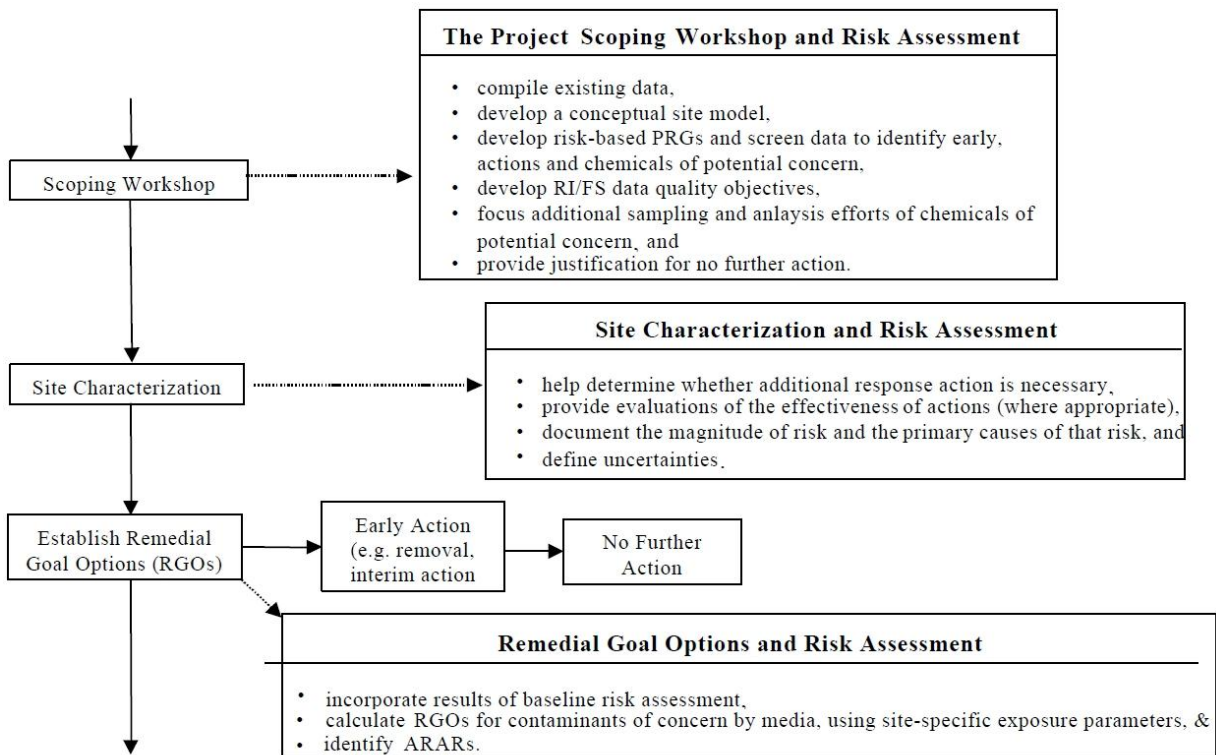 The Project Scoping Workshop and Risk Assessment
• compile existing data,
• develop a conceptual site model,
• develop risk-based PRGs and screen data to identify early,
actions and chemicals of potential concern,
• develop RI/FS data quality objectives,
• focus additional sampling and anlaysis efforts of chemicals of
potential concern, and
• provide justification for no further action.
Scoping Workshop
Site Characterization and Risk Assessment
• help determine whether additional response action is necessary,
• provide evaluations of the effectiveness of actions (where appropriate),
• document the magnitude of risk and the primary causes of that risk, and
• define uncertainties.
Site Characterization
Establish Remedial
Goal Options (RGOs)
Early Action
(e.g. removal,
interim action
No Further
Action
Remedial Goal Options and Risk Assessment
• incorporate results of baseline risk assessment,
• calculate RGOs for contaminants of concern by media, using site-specific exposure parameters, &
• identify ARARs.